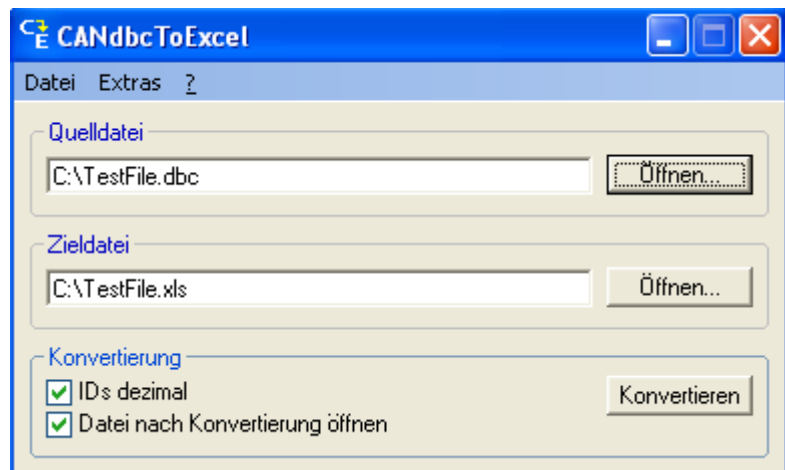 CANdbcToExcel
Datei Extras ?
Quelldatei
C:\TestFile.dbc Öffnen...
Zieldatei
C:\TestFile.xls Öffnen...
Konvertierung
IDs dezimal
Konvertieren
Datei nach Konvertierung öffnen